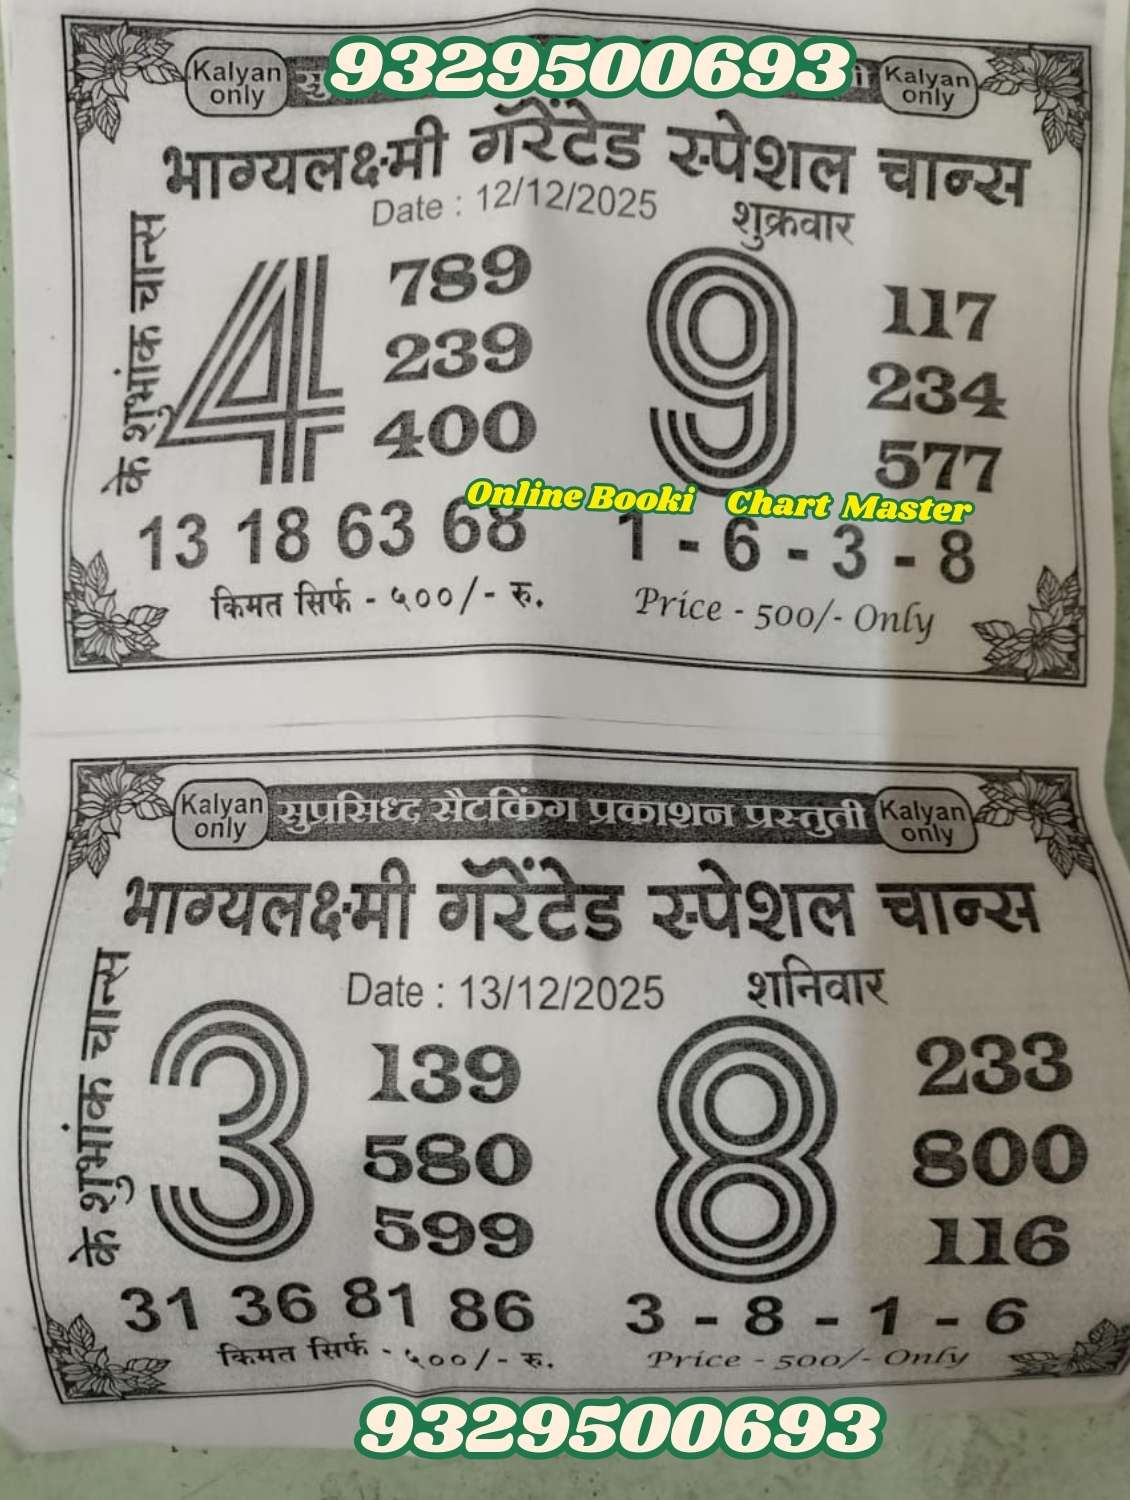 9329500693
Kalyan only
Kalyan only
भाग्यलक्ष्मी गॅरेंटेड स्पेशल चान्स
Date : 12/12/2025 शुक्रवार
के शुभांक चान्स
4
789
239
400
9
117
234
577
Online Booki Chart Master
13 18 63 68
1 - 6 - 3 - 8
किमत सिर्फ - ५००/- रु.
Price - 500/- Only
Kalyan only
सुप्रसिध्द सैटकिंग प्रकाशन प्रस्तुती
Kalyan only
भाग्यलक्ष्मी गॅरेंटेड स्पेशल चान्स
Date : 13/12/2025 शनिवार
के शुभांक चान्स
3
139
580
599
8
233
800
116
31 36 81 86
3 - 8 - 1 - 6
किमत सिर्फ - ५००/- रु.
Price - 500/- Only
9329500693